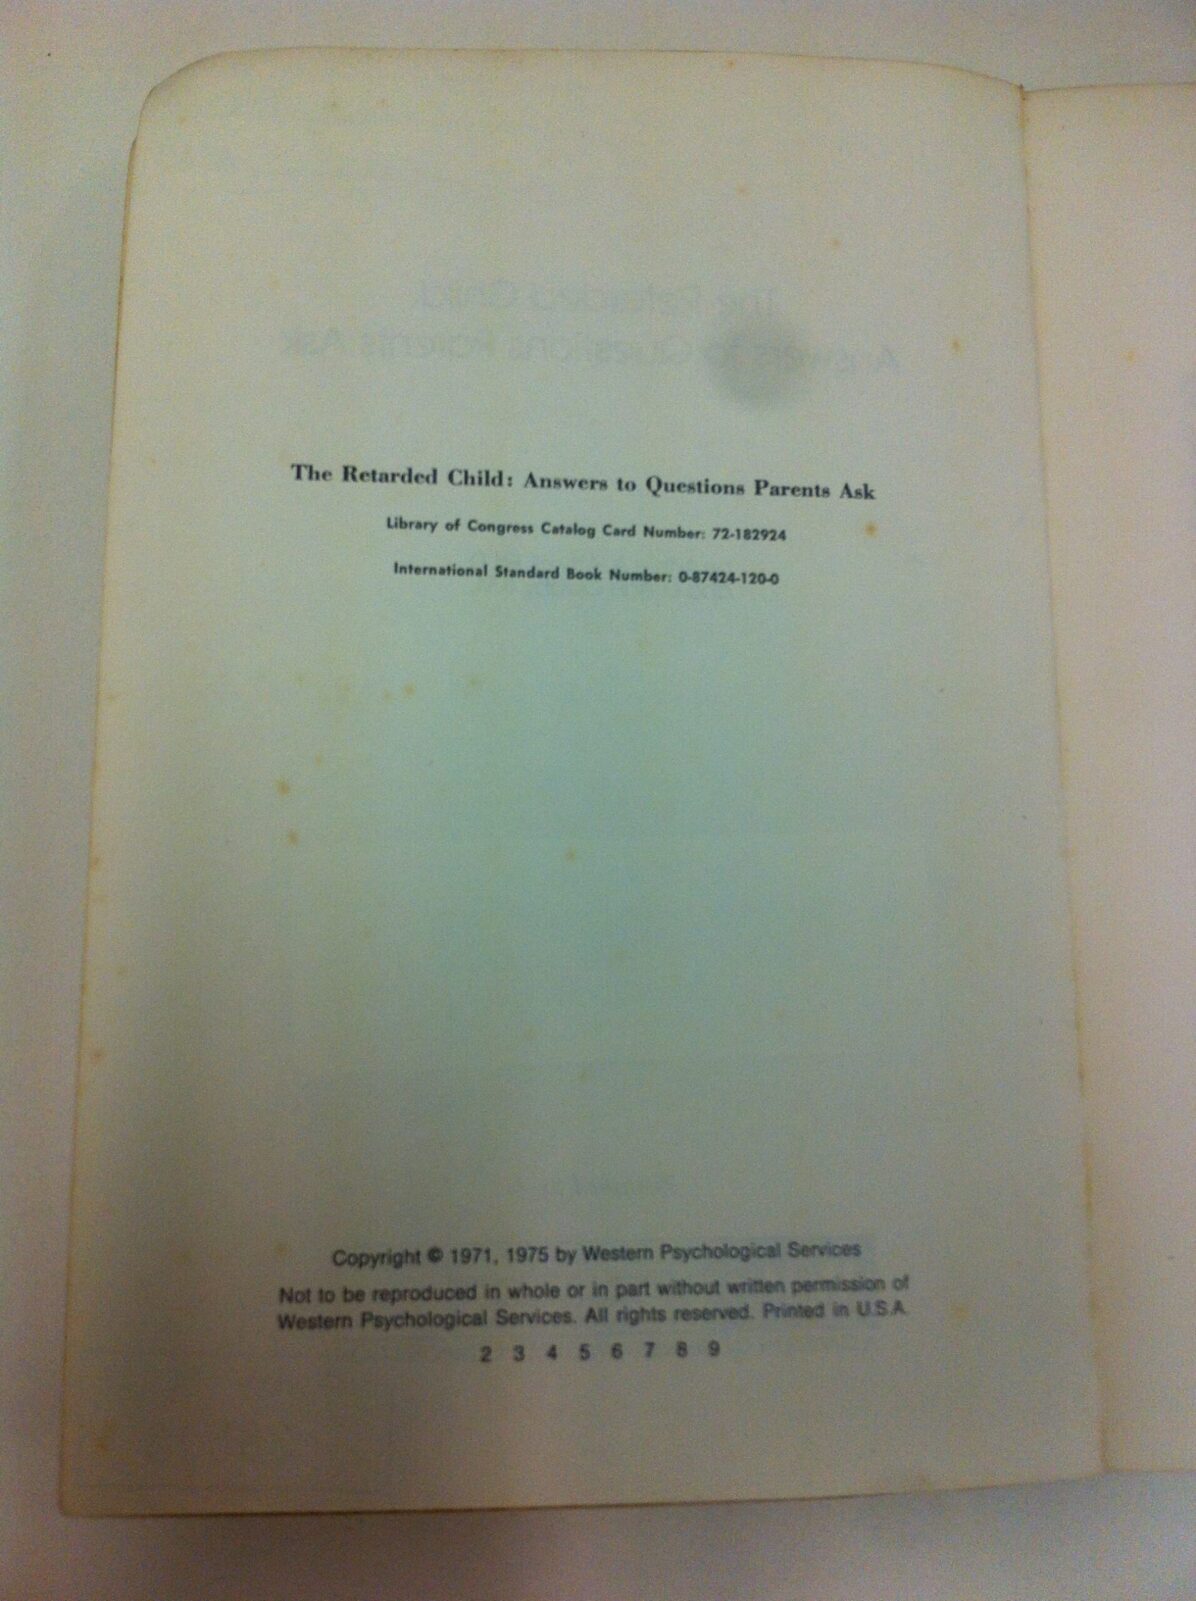 The Retarded Child: Answers to Questions Parents Ask
Library of Congress Catalog Card Number: 72-182924
International Standard Book Number: 0-87424-120-0
Copyright © 1971, 1975 by Western Psychological Services
Not to be reproduced in whole or in part without written permission of
Western Psychological Services. All rights reserved. Printed in U.S.A.
2 3 4 5 6 7 8 9